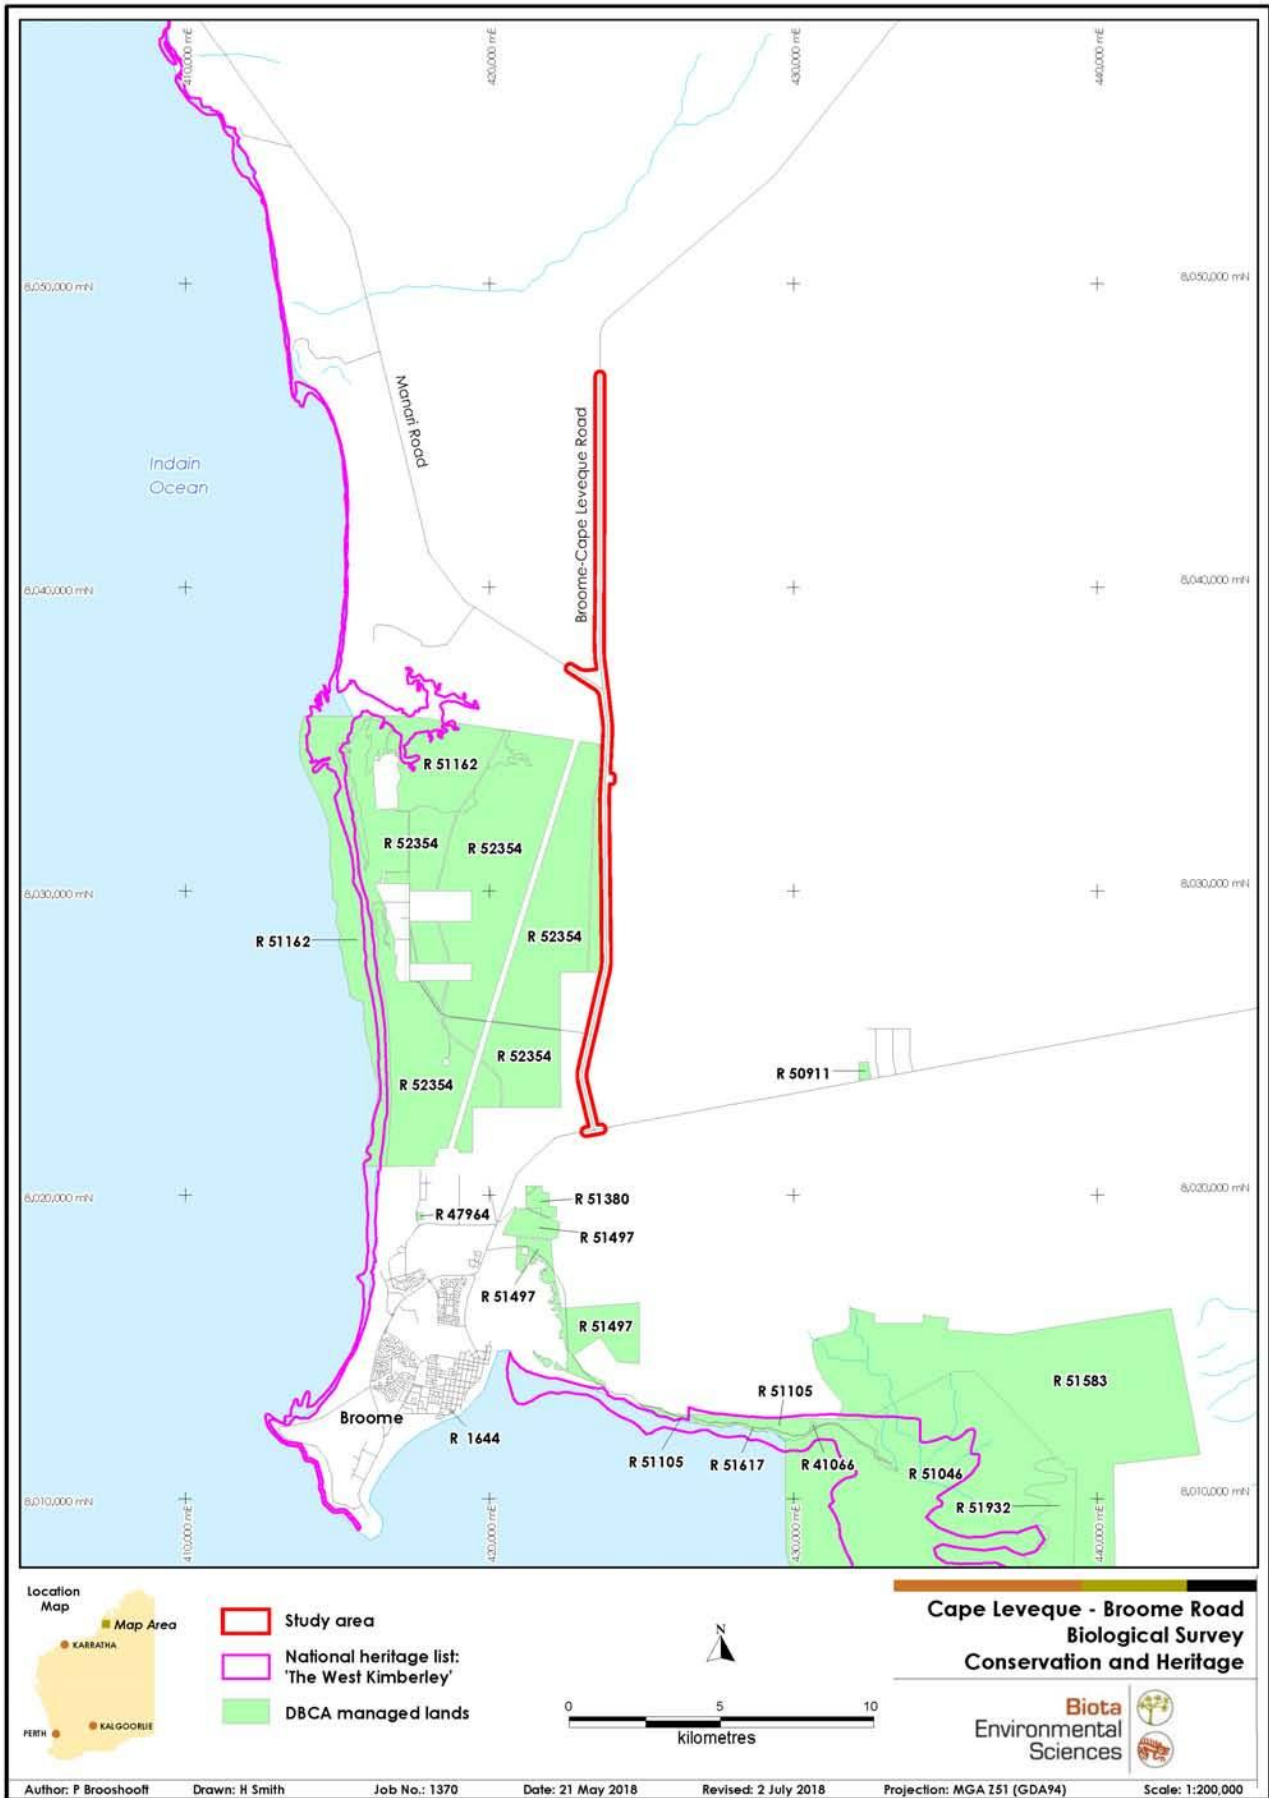 410,000 mE
420,000 mE
430,000 mE
440,000 mE
8,050,000 mN
8,050,000 mN
Manari Road
Broome-Cape Leveque Road
Indain
Ocean
8,040,000 mN
8,040,000 mN
R 51162
R 52354
R 52354
8,030,000 mN
8,030,000 mN
R 52354
R 51162
R 52354
R 50911
R 52354
8,020,000 mN
8,020,000 mN
R 51380
R 47964
R 51497
R 51497
R 51497
R 51583
R 51105
Broome
R 1644
R 51105
R 51617
R 41066
R 51046
R 51932
8,010,000 mN
8,010,000 mN
410,000 mE
420,000 mE
430,000 mE
440,000 mE
Location
Map
Map Area
KARRATHA
PERTH
KALGOORLIE
Study area
National heritage list:
'The West Kimberley'
DBCA managed lands
N
0 5 10
kilometres
Cape Leveque - Broome Road
Biological Survey
Conservation and Heritage
Biota
Environmental
Sciences
Author: P Brooshooft Drawn: H Smith Job No.: 1370 Date: 21 May 2018 Revised: 2 July 2018 Projection: MGA Z51 (GDA94) Scale: 1:200,000